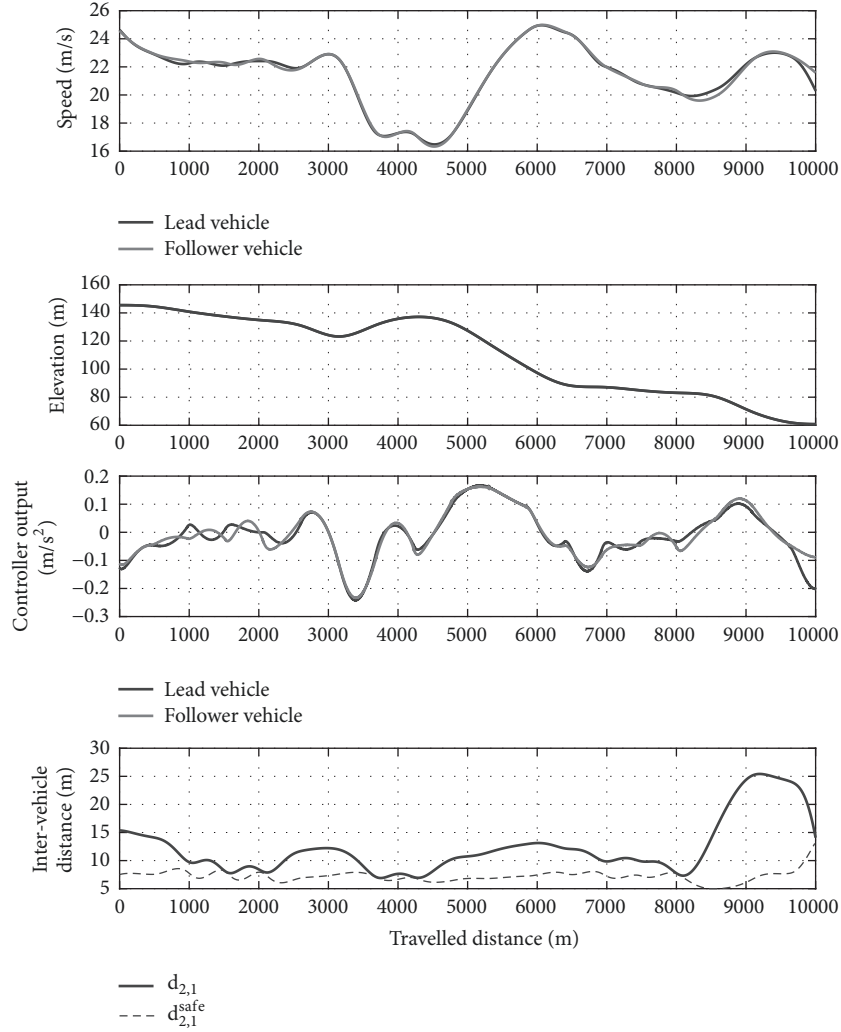 26
24
22
20
18
16
Speed (m/s)
0 1000 2000 3000 4000 5000 6000 7000 8000 9000 10000
Lead vehicle
Follower vehicle
160
140
120
100
80
60
Elevation (m)
0 1000 2000 3000 4000 5000 6000 7000 8000 9000 10000
0.2
0.1
0
−0.1
−0.2
−0.3
Controller output
(m/s²)
0 1000 2000 3000 4000 5000 6000 7000 8000 9000 10000
Lead vehicle
Follower vehicle
30
25
20
15
10
5
Inter-vehicle
distance (m)
0 1000 2000 3000 4000 5000 6000 7000 8000 9000 10000
Travelled distance (m)
d2,1
d2,1safe